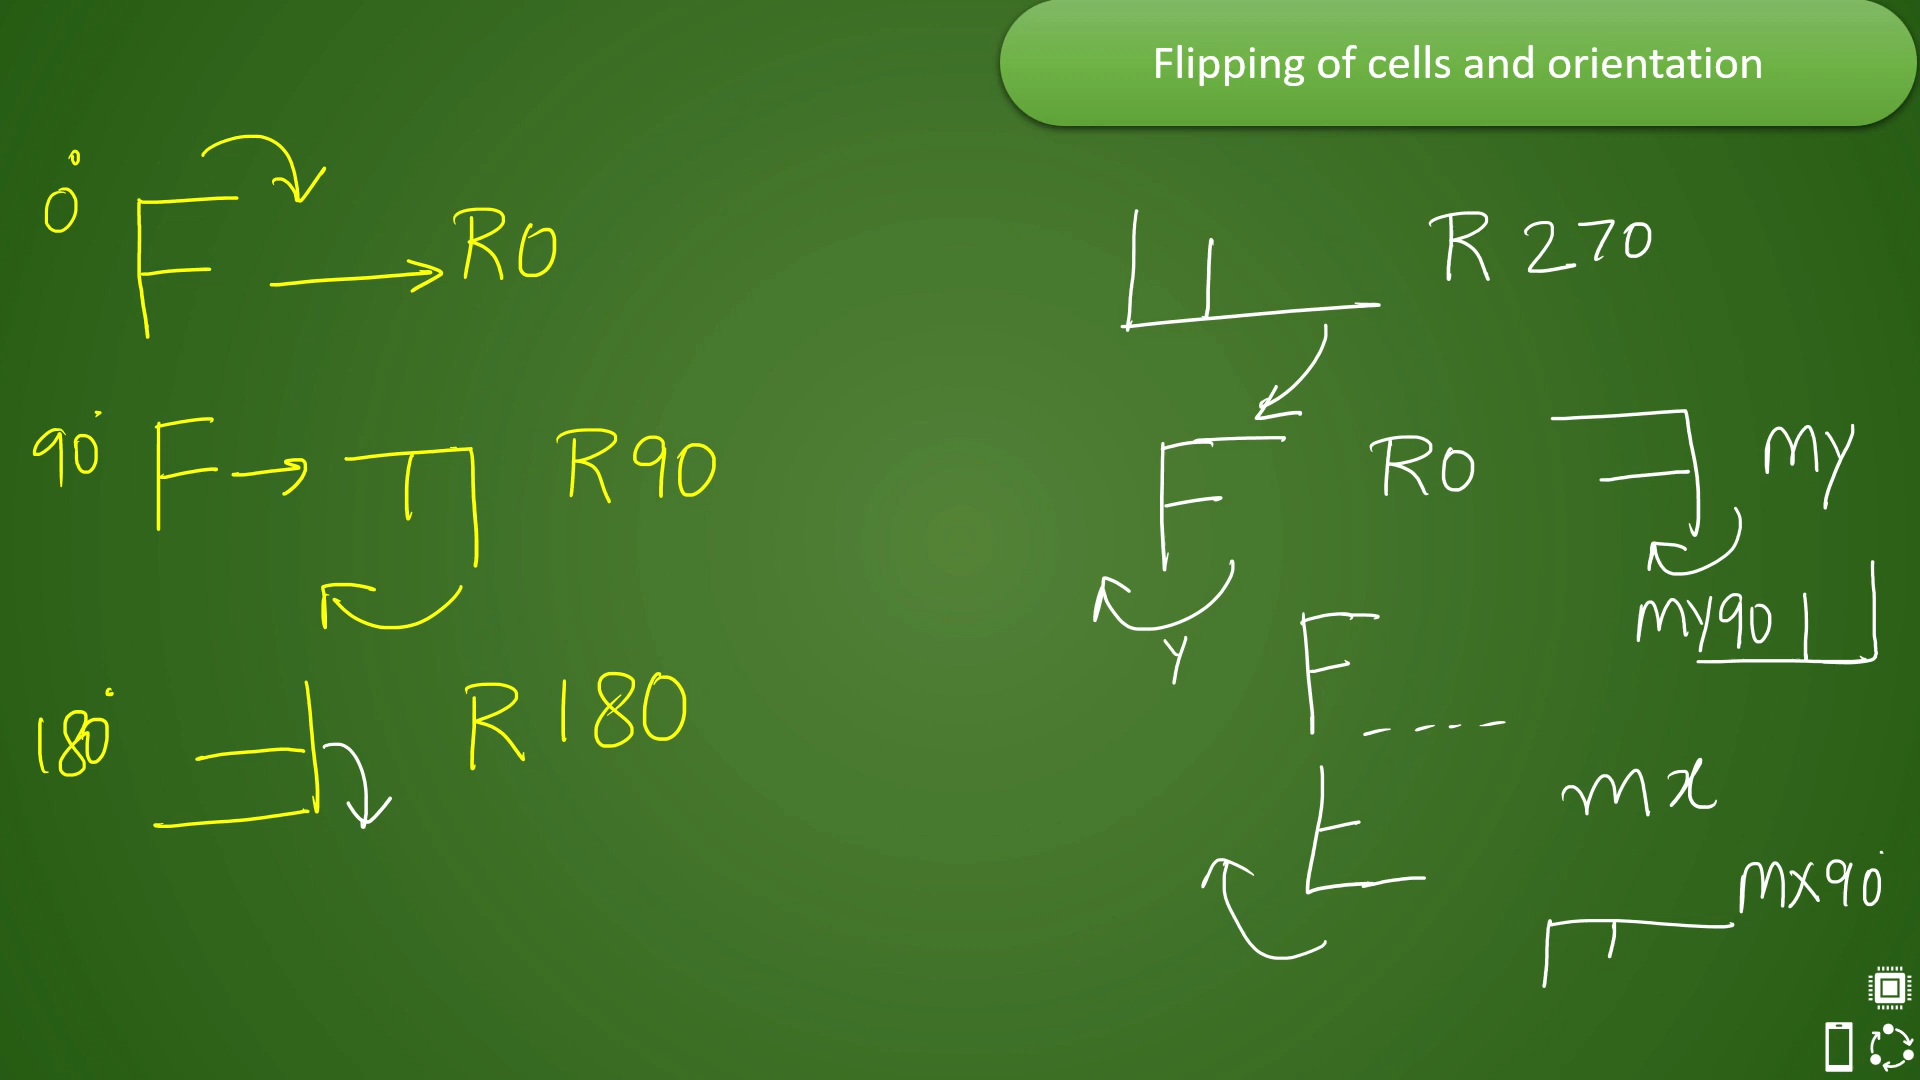 Flipping of cells and orientation
0°
F
R0
90°
F
R90
180°
R180
R 270
F
R0
my
Y
my90
F
mx
mx90°